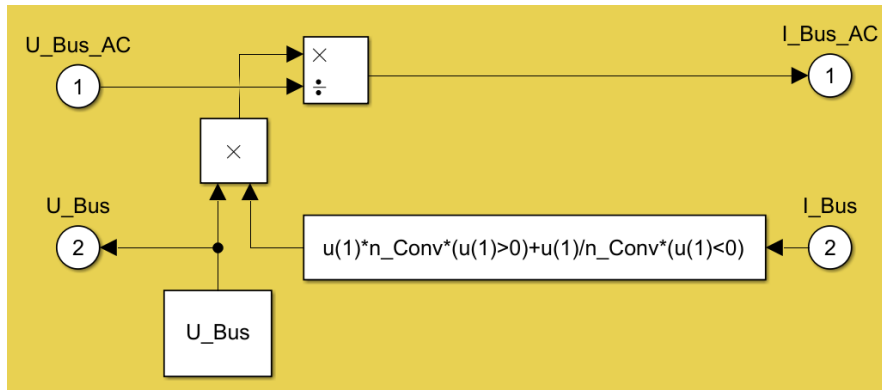 U_Bus_AC
1
×
÷
I_Bus_AC
1
×
U_Bus
2
u(1)*n_Conv*(u(1)>0)+u(1)/n_Conv*(u(1)<0)
I_Bus
2
U_Bus